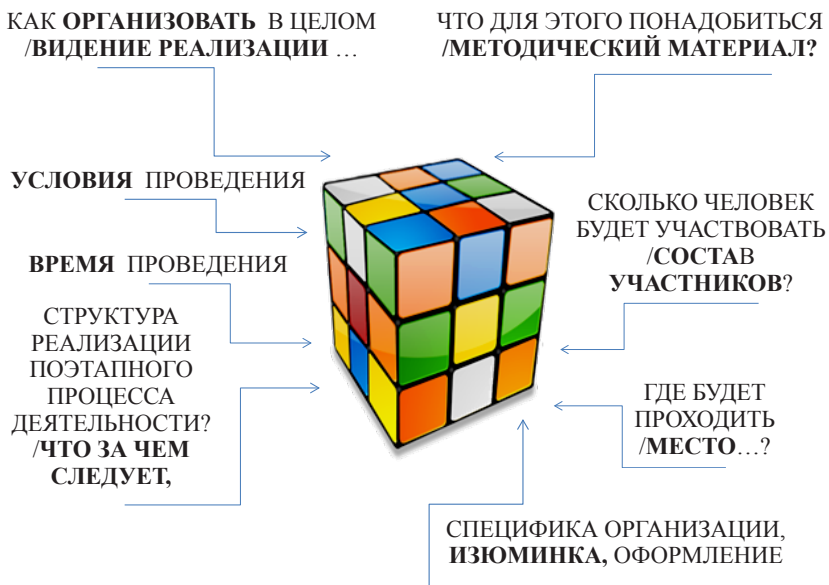 КАК ОРГАНИЗОВАТЬ В ЦЕЛОМ
/ВИДЕНИЕ РЕАЛИЗАЦИИ …
ЧТО ДЛЯ ЭТОГО ПОНАДОБИТЬСЯ
/МЕТОДИЧЕСКИЙ МАТЕРИАЛ?
УСЛОВИЯ ПРОВЕДЕНИЯ
ВРЕМЯ ПРОВЕДЕНИЯ
СТРУКТУРА
РЕАЛИЗАЦИИ
ПОЭТАПНОГО
ПРОЦЕССА
ДЕЯТЕЛЬНОСТИ?
/ЧТО ЗА ЧЕМ
СЛЕДУЕТ,
СКОЛЬКО ЧЕЛОВЕК
БУДЕТ УЧАСТВОВАТЬ
/СОСТАВ
УЧАСТНИКОВ?
ГДЕ БУДЕТ
ПРОХОДИТЬ
/МЕСТО…?
СПЕЦИФИКА ОРГАНИЗАЦИИ,
ИЗЮМИНКА, ОФОРМЛЕНИЕ